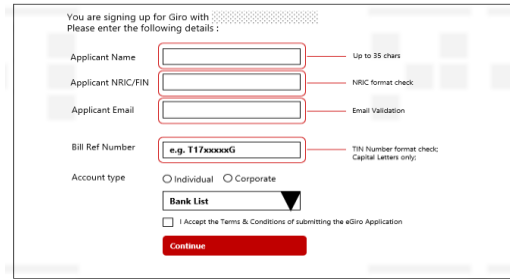 You are signing up for Giro with
Please enter the following details :
Applicant Name
Up to 35 chars
Applicant NRIC/FIN
NRIC format check
Applicant Email
Email Validation
Bill Ref Number
e.g. T17xxxxxG
TIN Number format check;
Capital Letters only;
Account type
Individual
Corporate
Bank List
I Accept the Terms & Conditions of submitting the eGiro Application
Continue